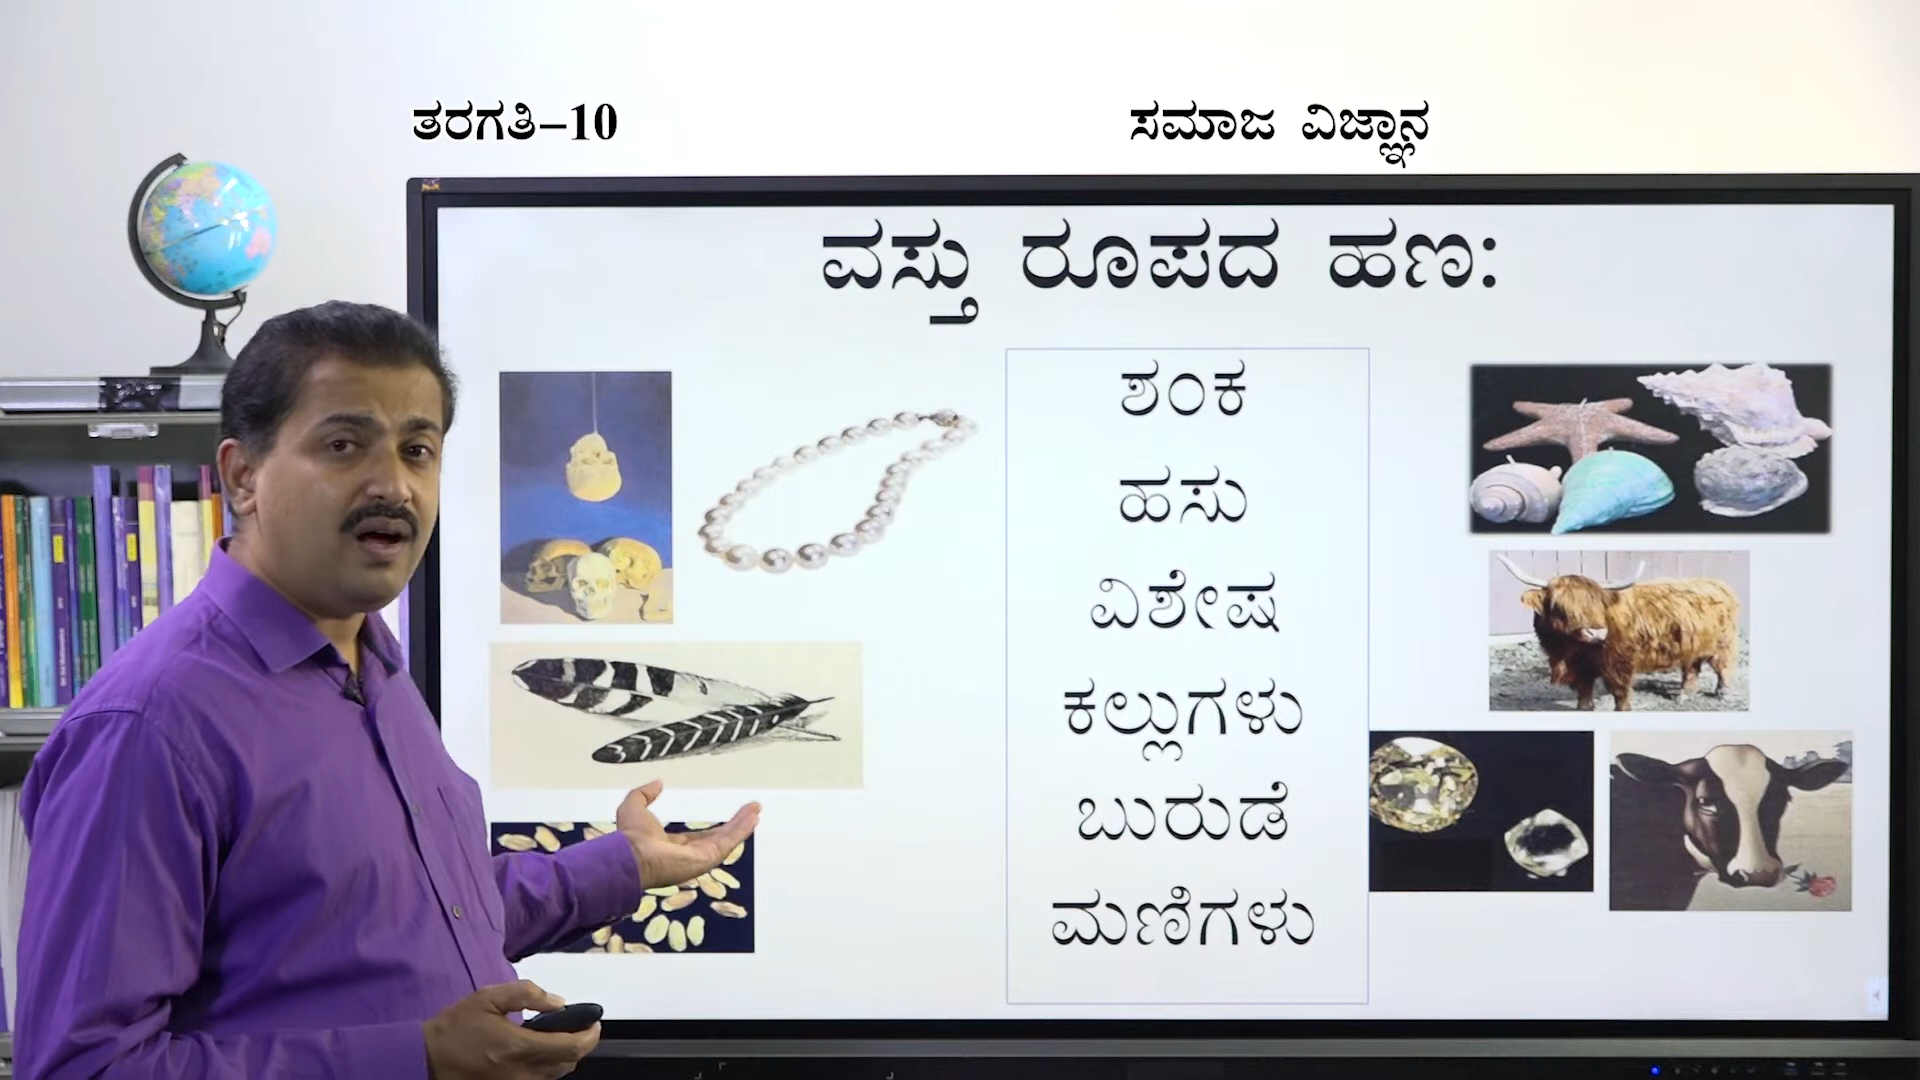 ತರಗತಿ–10
ಸಮಾಜ ವಿಜ್ಞಾನ
ವಸ್ತು ರೂಪದ ಹಣ:
ಶಂಕ
ಹಸು
ವಿಶೇಷ
ಕಲ್ಲುಗಳು
ಬುರುಡೆ
ಮಣಿಗಳು